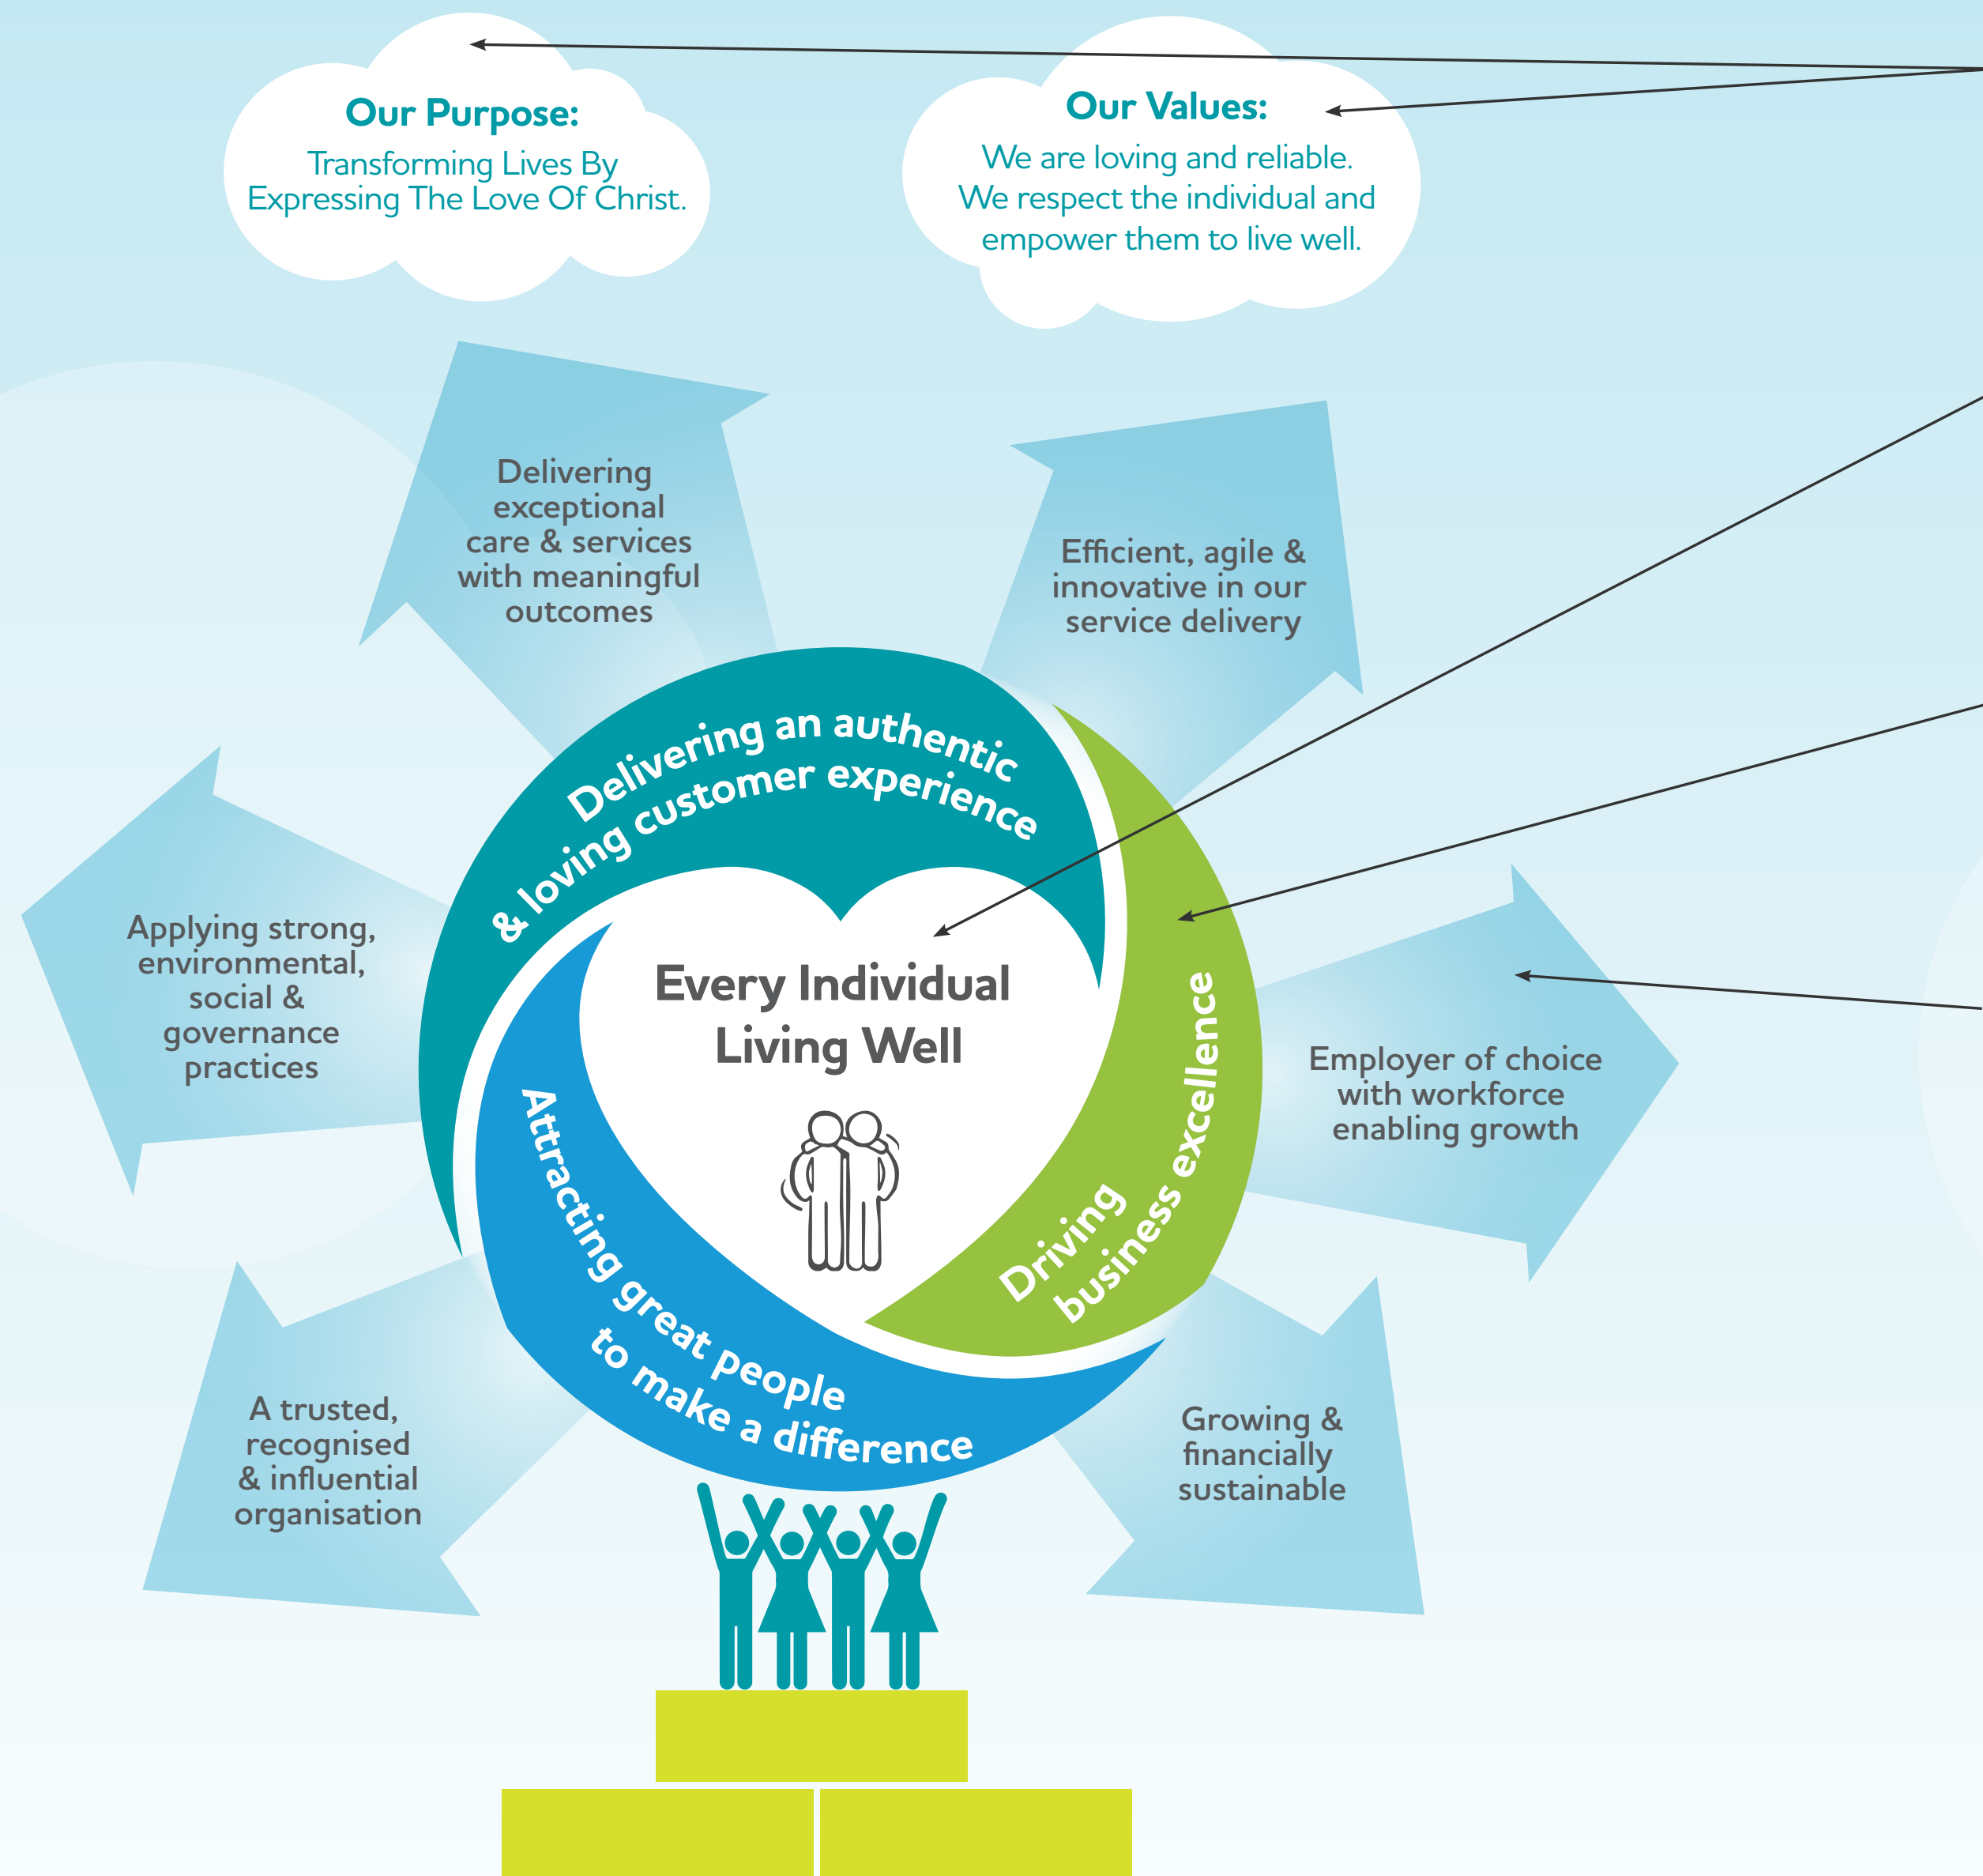 Our Purpose:
Transforming Lives By
Expressing The Love Of Christ.
Our Values:
We are loving and reliable.
We respect the individual and
empower them to live well.
Delivering
exceptional
care & services
with meaningful
outcomes
Efficient, agile &
innovative in our
service delivery
Delivering an authentic
& loving customer experience
Applying strong,
environmental,
social &
governance
practices
Every Individual
Living Well
Driving
business excellence
Employer of choice
with workforce
enabling growth
Attracting great people
to make a difference
A trusted,
recognised
& influential
organisation
Growing &
financially
sustainable